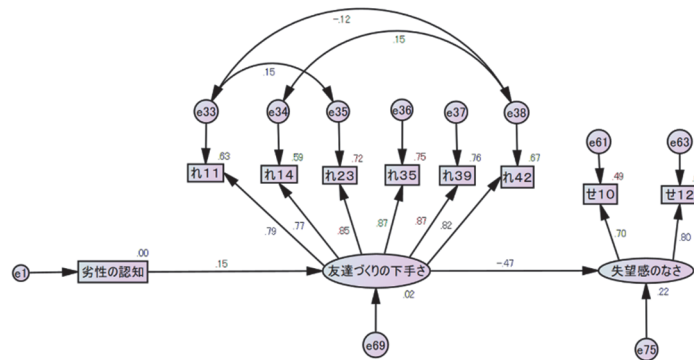 -.12
.15
.15
e33
e34
e35
e36
e37
e38
e61
e63
.63
.59
.72
.75
.76
.67
.49
れ11
れ14
れ23
れ35
れ39
れ42
せ10
せ12
.79
.77
.85
.87
.87
.82
.70
.80
.00
e1
劣性の認知
.15
友達づくりの下手さ
-.47
失望感のなさ
.02
.22
e69
e75